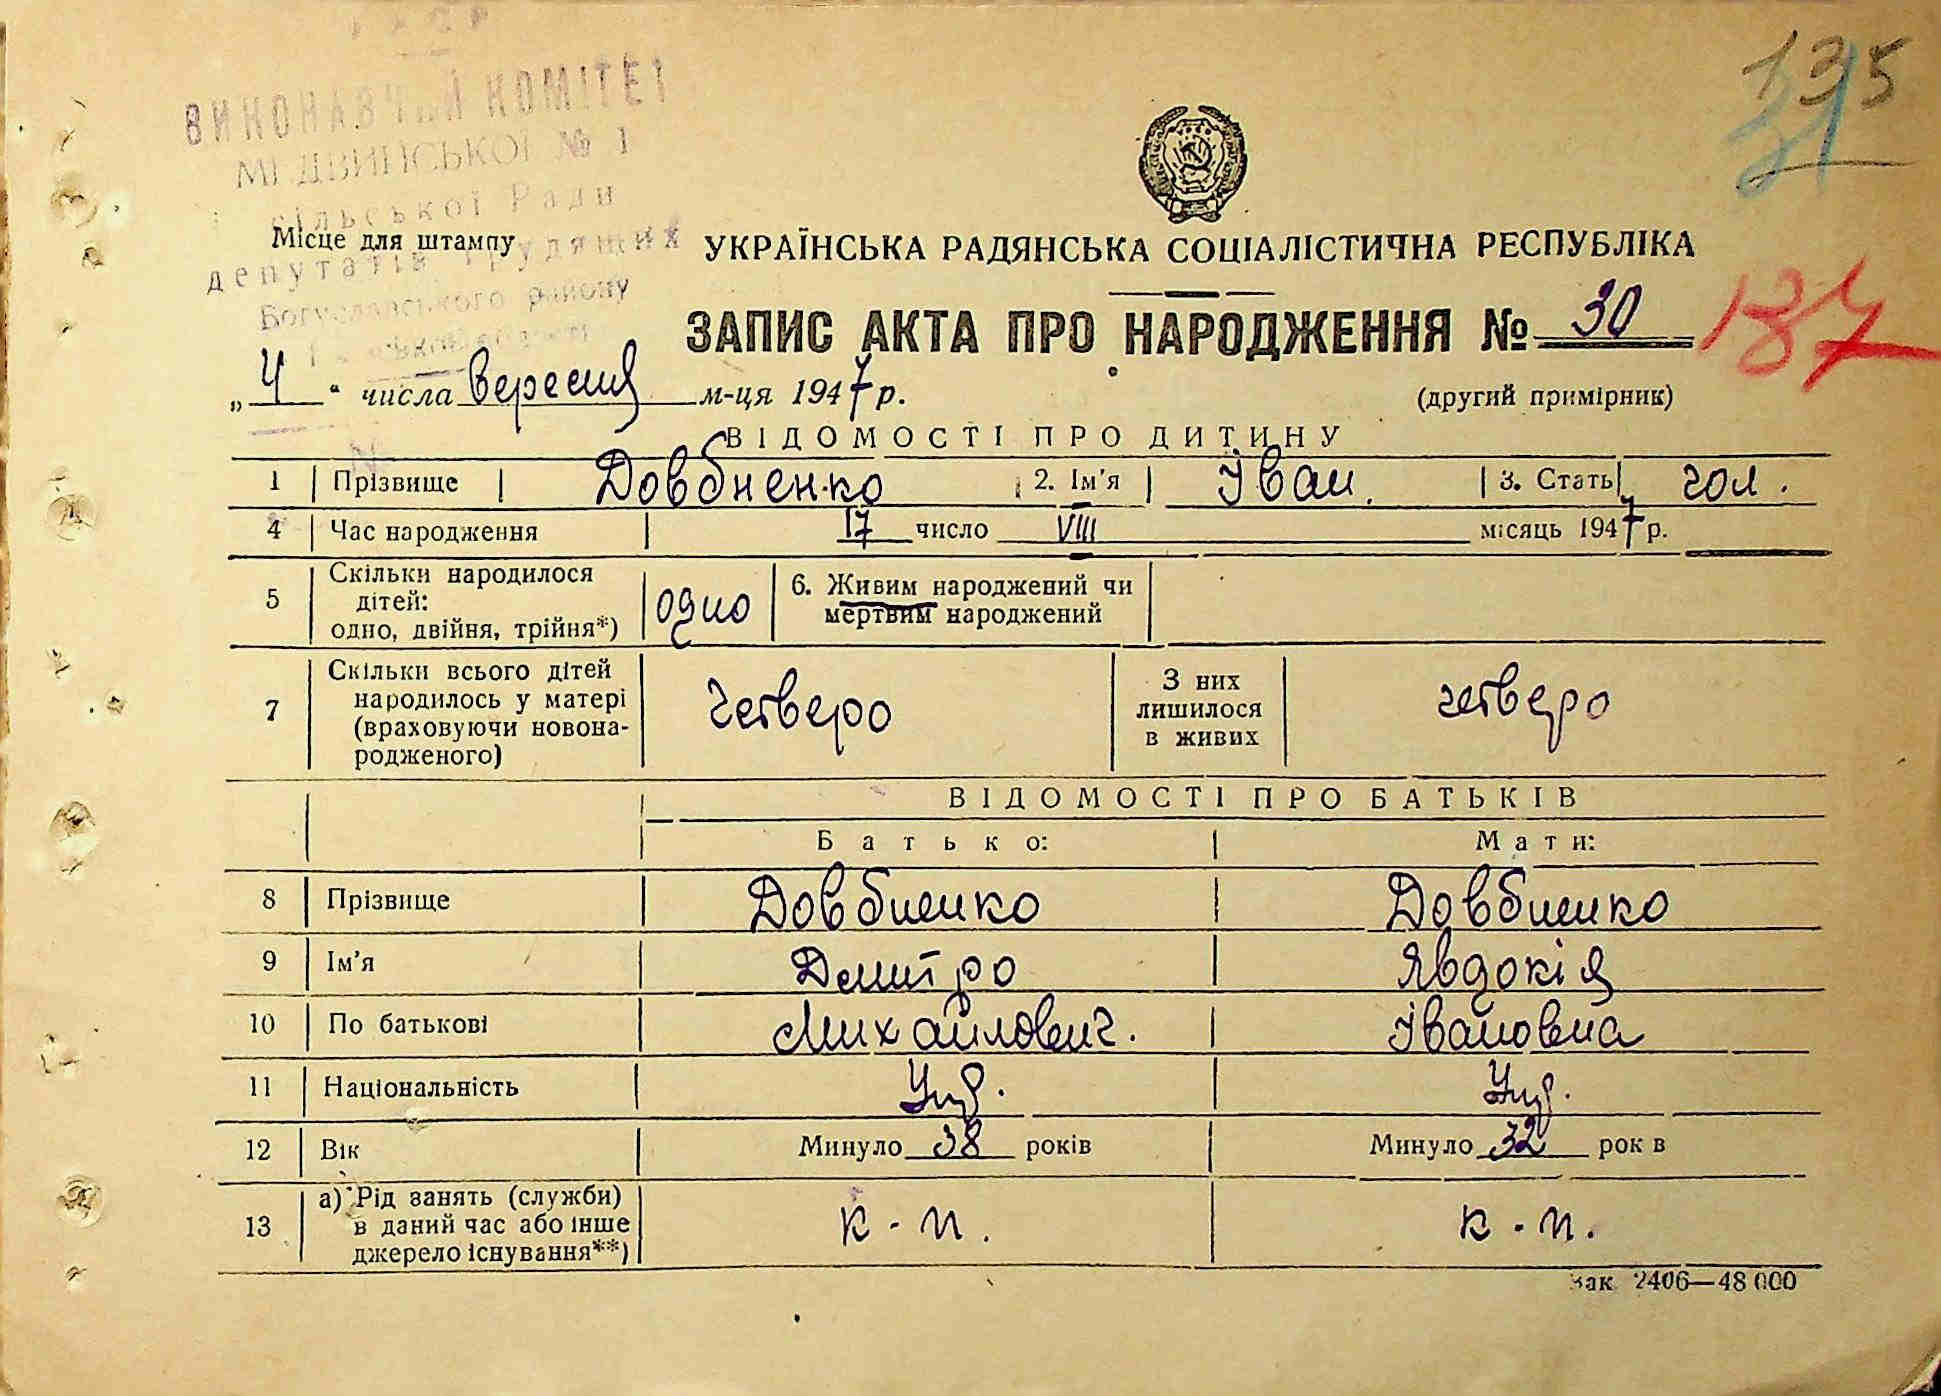 135
31
ВИКОНАВЧИЙ КОМІТЕТ
МЕДВИНСЬКОЇ № 1
сільської Ради
депутатів трудящих
Богуславського району
Місце для штампу
УКРАЇНСЬКА РАДЯНСЬКА СОЦІАЛІСТИЧНА РЕСПУБЛІКА
ЗАПИС АКТА ПРО НАРОДЖЕННЯ № 30
187
„4“ числа вересня м-ця 1947 р.
(другий примірник)
ВІДОМОСТІ ПРО ДИТИНУ
1 Прізвище Довбненко 2. Ім'я Іван. 3. Стать чол.
4 Час народження 17 число VIII місяць 1947 р.
5 Скільки народилося дітей: одно, двійня, трійня*) одно 6. Живим народжений чи мертвим народжений
7 Скільки всього дітей народилось у матері (враховуючи новонародженого) четверо З них лишилося в живих четверо
ВІДОМОСТІ ПРО БАТЬКІВ
Батько: Мати:
8 Прізвище Довбненко Довбненко
9 Ім'я Дмитро Явдокія
10 По батькові Михайлович. Івановна
11 Національність Укр. Укр.
12 Вік Минуло 38 років Минуло 32 рок в
13 а) Рід занять (служби) в даний час або інше джерело існування**) к-п. к-п.
Зак. 2406—48 000